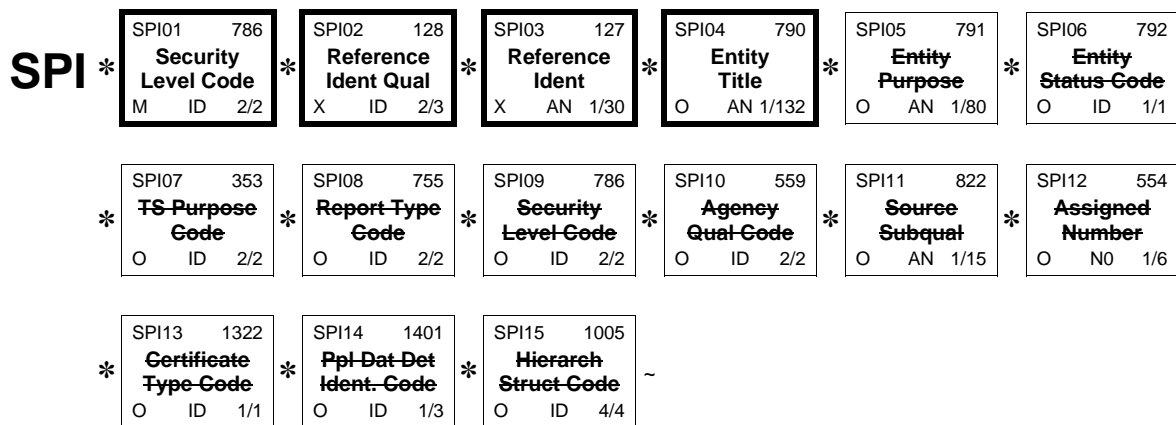 SPI01 786 SPI02 128 SPI03 127 SPI04 790 SPI05 791 SPI06 792
SPI * Security * Reference * Reference * Entity * Entity * Entity
Level Code Ident Qual Ident Title Purpose Status Code
M ID 2/2 X ID 2/3 X AN 1/30 O AN 1/132 O AN 1/80 O ID 1/1
SPI07 353 SPI08 755 SPI09 786 SPI10 559 SPI11 822 SPI12 554
* TS Purpose * Report Type * Security * Agency * Source * Assigned
Code Code Level Code Qual Code Subqual Number
O ID 2/2 O ID 2/2 O ID 2/2 O ID 2/2 O AN 1/15 O N0 1/6
SPI13 1322 SPI14 1401 SPI15 1005
* Certificate * Ppl Dat Det * Hierarch ~
Type Code Ident. Code Struct Code
O ID 1/1 O ID 1/3 O ID 4/4